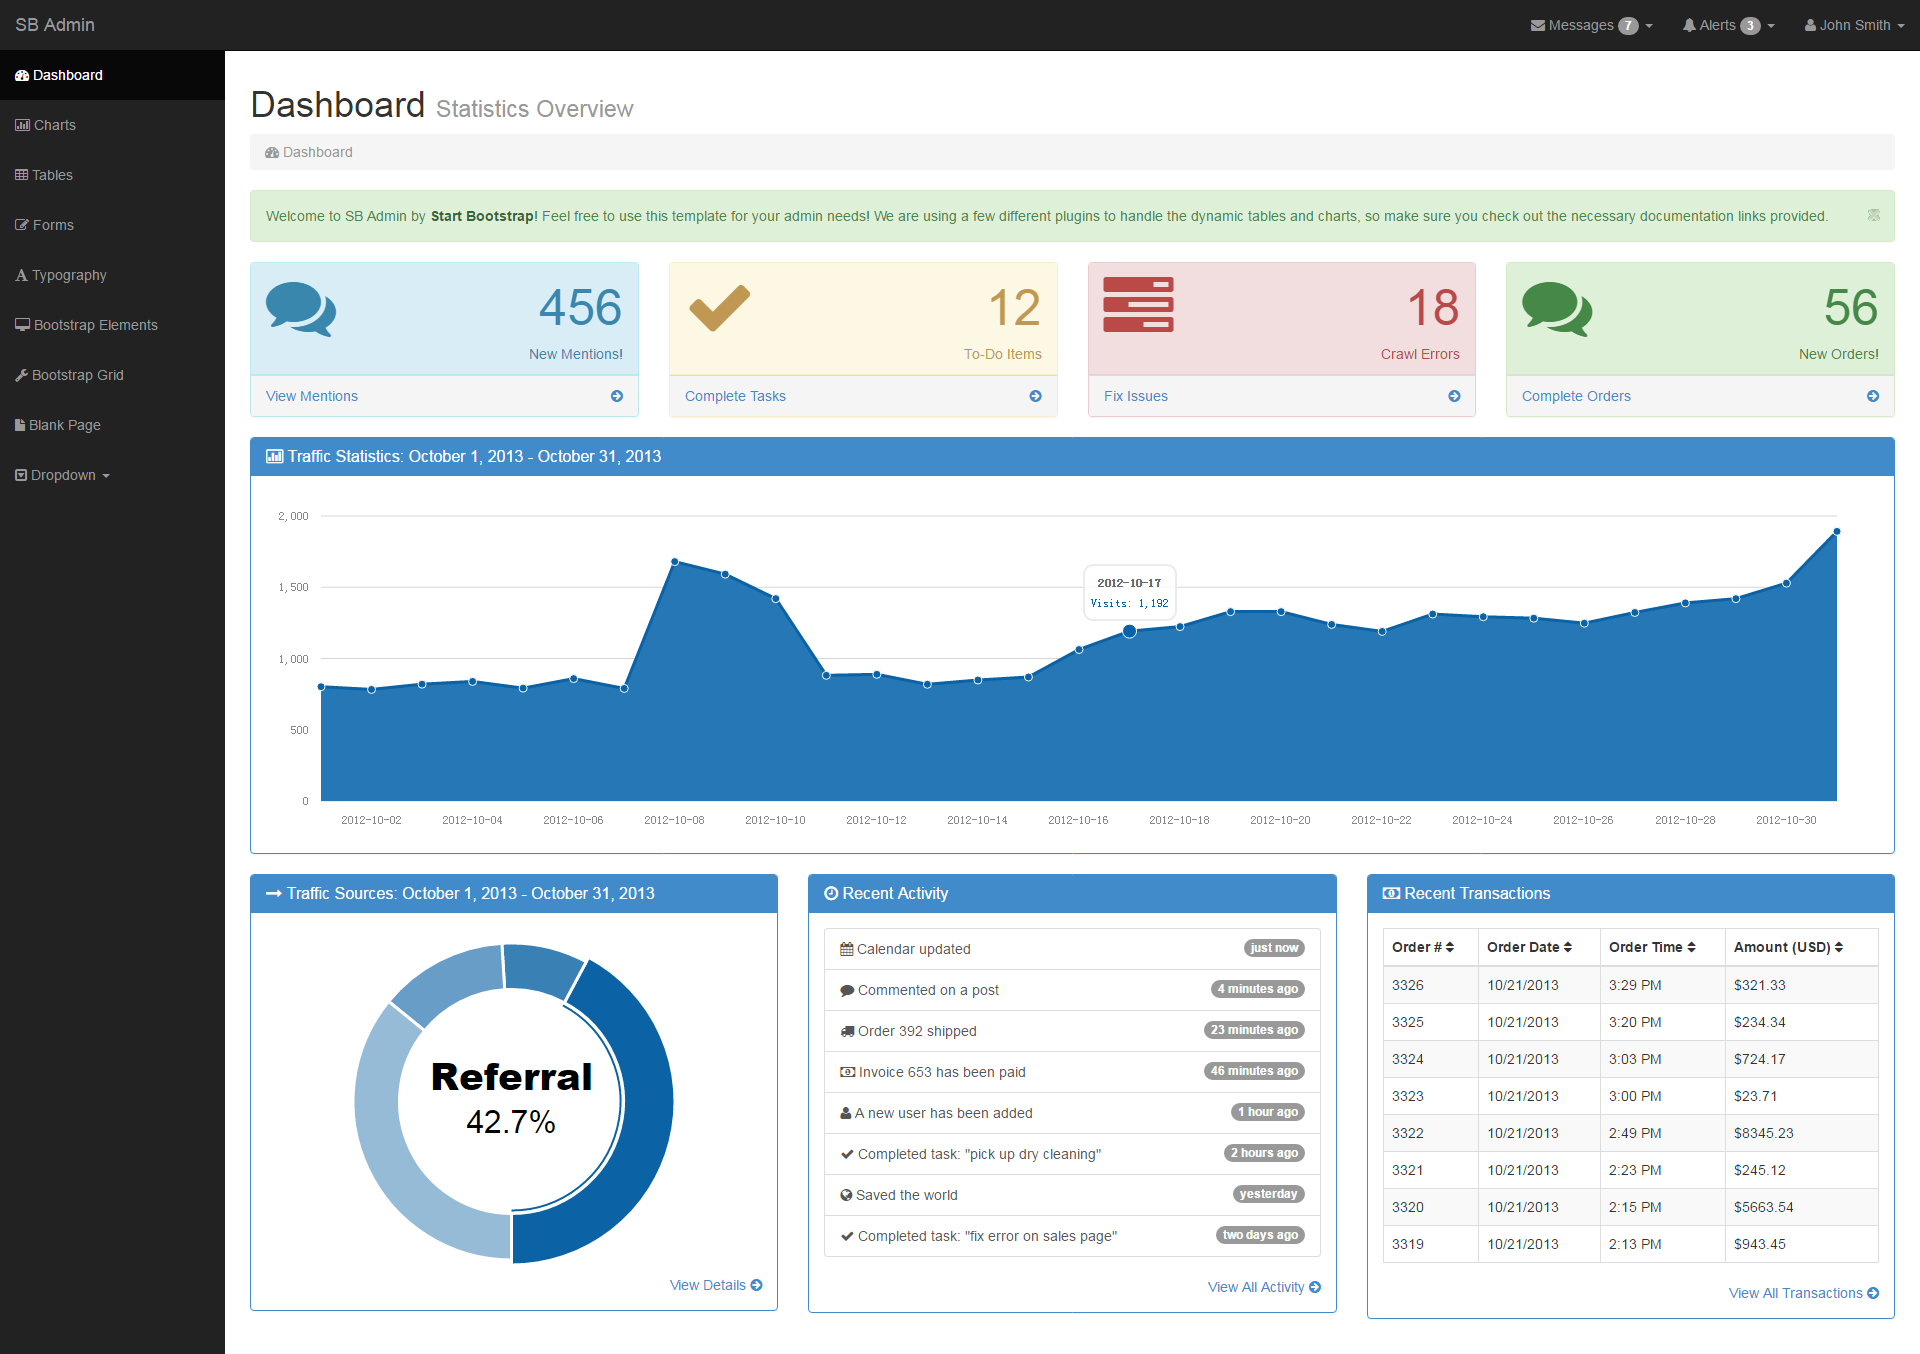 SB Admin
Messages 7
Alerts 3
John Smith
Dashboard
Charts
Tables
Forms
Typography
Bootstrap Elements
Bootstrap Grid
Blank Page
Dropdown
Dashboard Statistics Overview
Dashboard
Welcome to SB Admin by Start Bootstrap! Feel free to use this template for your admin needs! We are using a few different plugins to handle the dynamic tables and charts, so make sure you check out the necessary documentation links provided.
456
New Mentions!
View Mentions
12
To-Do Items
Complete Tasks
18
Crawl Errors
Fix Issues
56
New Orders!
Complete Orders
Traffic Statistics: October 1, 2013 - October 31, 2013
2,000
1,500
1,000
500
0
2012-10-17
Visits: 1,192
2012-10-02 2012-10-04 2012-10-06 2012-10-08 2012-10-10 2012-10-12 2012-10-14 2012-10-16 2012-10-18 2012-10-20 2012-10-22 2012-10-24 2012-10-26 2012-10-28 2012-10-30
Traffic Sources: October 1, 2013 - October 31, 2013
Referral
42.7%
View Details
Recent Activity
Calendar updated just now
Commented on a post 4 minutes ago
Order 392 shipped 23 minutes ago
Invoice 653 has been paid 46 minutes ago
A new user has been added 1 hour ago
Completed task: "pick up dry cleaning" 2 hours ago
Saved the world yesterday
Completed task: "fix error on sales page" two days ago
View All Activity
Recent Transactions
Order # Order Date Order Time Amount (USD)
3326 10/21/2013 3:29 PM $321.33
3325 10/21/2013 3:20 PM $234.34
3324 10/21/2013 3:03 PM $724.17
3323 10/21/2013 3:00 PM $23.71
3322 10/21/2013 2:49 PM $8345.23
3321 10/21/2013 2:23 PM $245.12
3320 10/21/2013 2:15 PM $5663.54
3319 10/21/2013 2:13 PM $943.45
View All Transactions